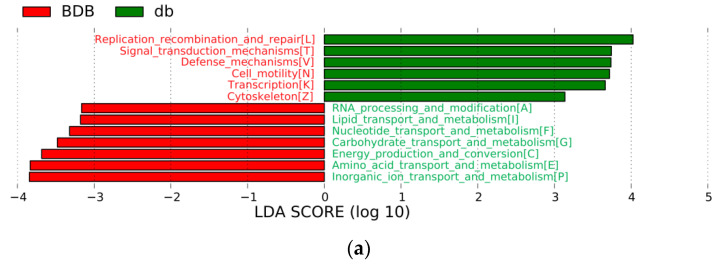 BDB db
Replication_recombination_and_repair[L]
Signal_transduction_mechanisms[T]
Defense_mechanisms[V]
Cell_motility[N]
Transcription[K]
Cytoskeleton[Z]
RNA_processing_and_modification[A]
Lipid_transport_and_metabolism[I]
Nucleotide_transport_and_metabolism[F]
Carbohydrate_transport_and_metabolism[G]
Energy_production_and_conversion[C]
Amino_acid_transport_and_metabolism[E]
Inorganic_ion_transport_and_metabolism[P]
−4 −3 −2 −1 0 1 2 3 4 5
LDA SCORE (log 10)
(a)